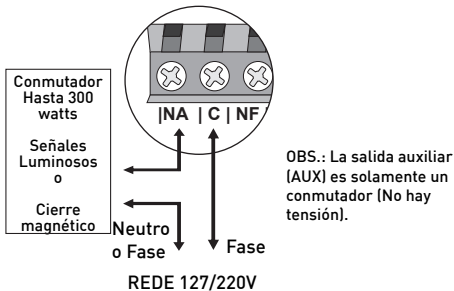 |NA | C | NF
Conmutador
Hasta 300
watts
Señales
Luminosos
o
Cierre
magnético
Neutro
o Fase
Fase
REDE 127/220V
OBS.: La salida auxiliar
(AUX) es solamente un
conmutador (No hay
tensión).